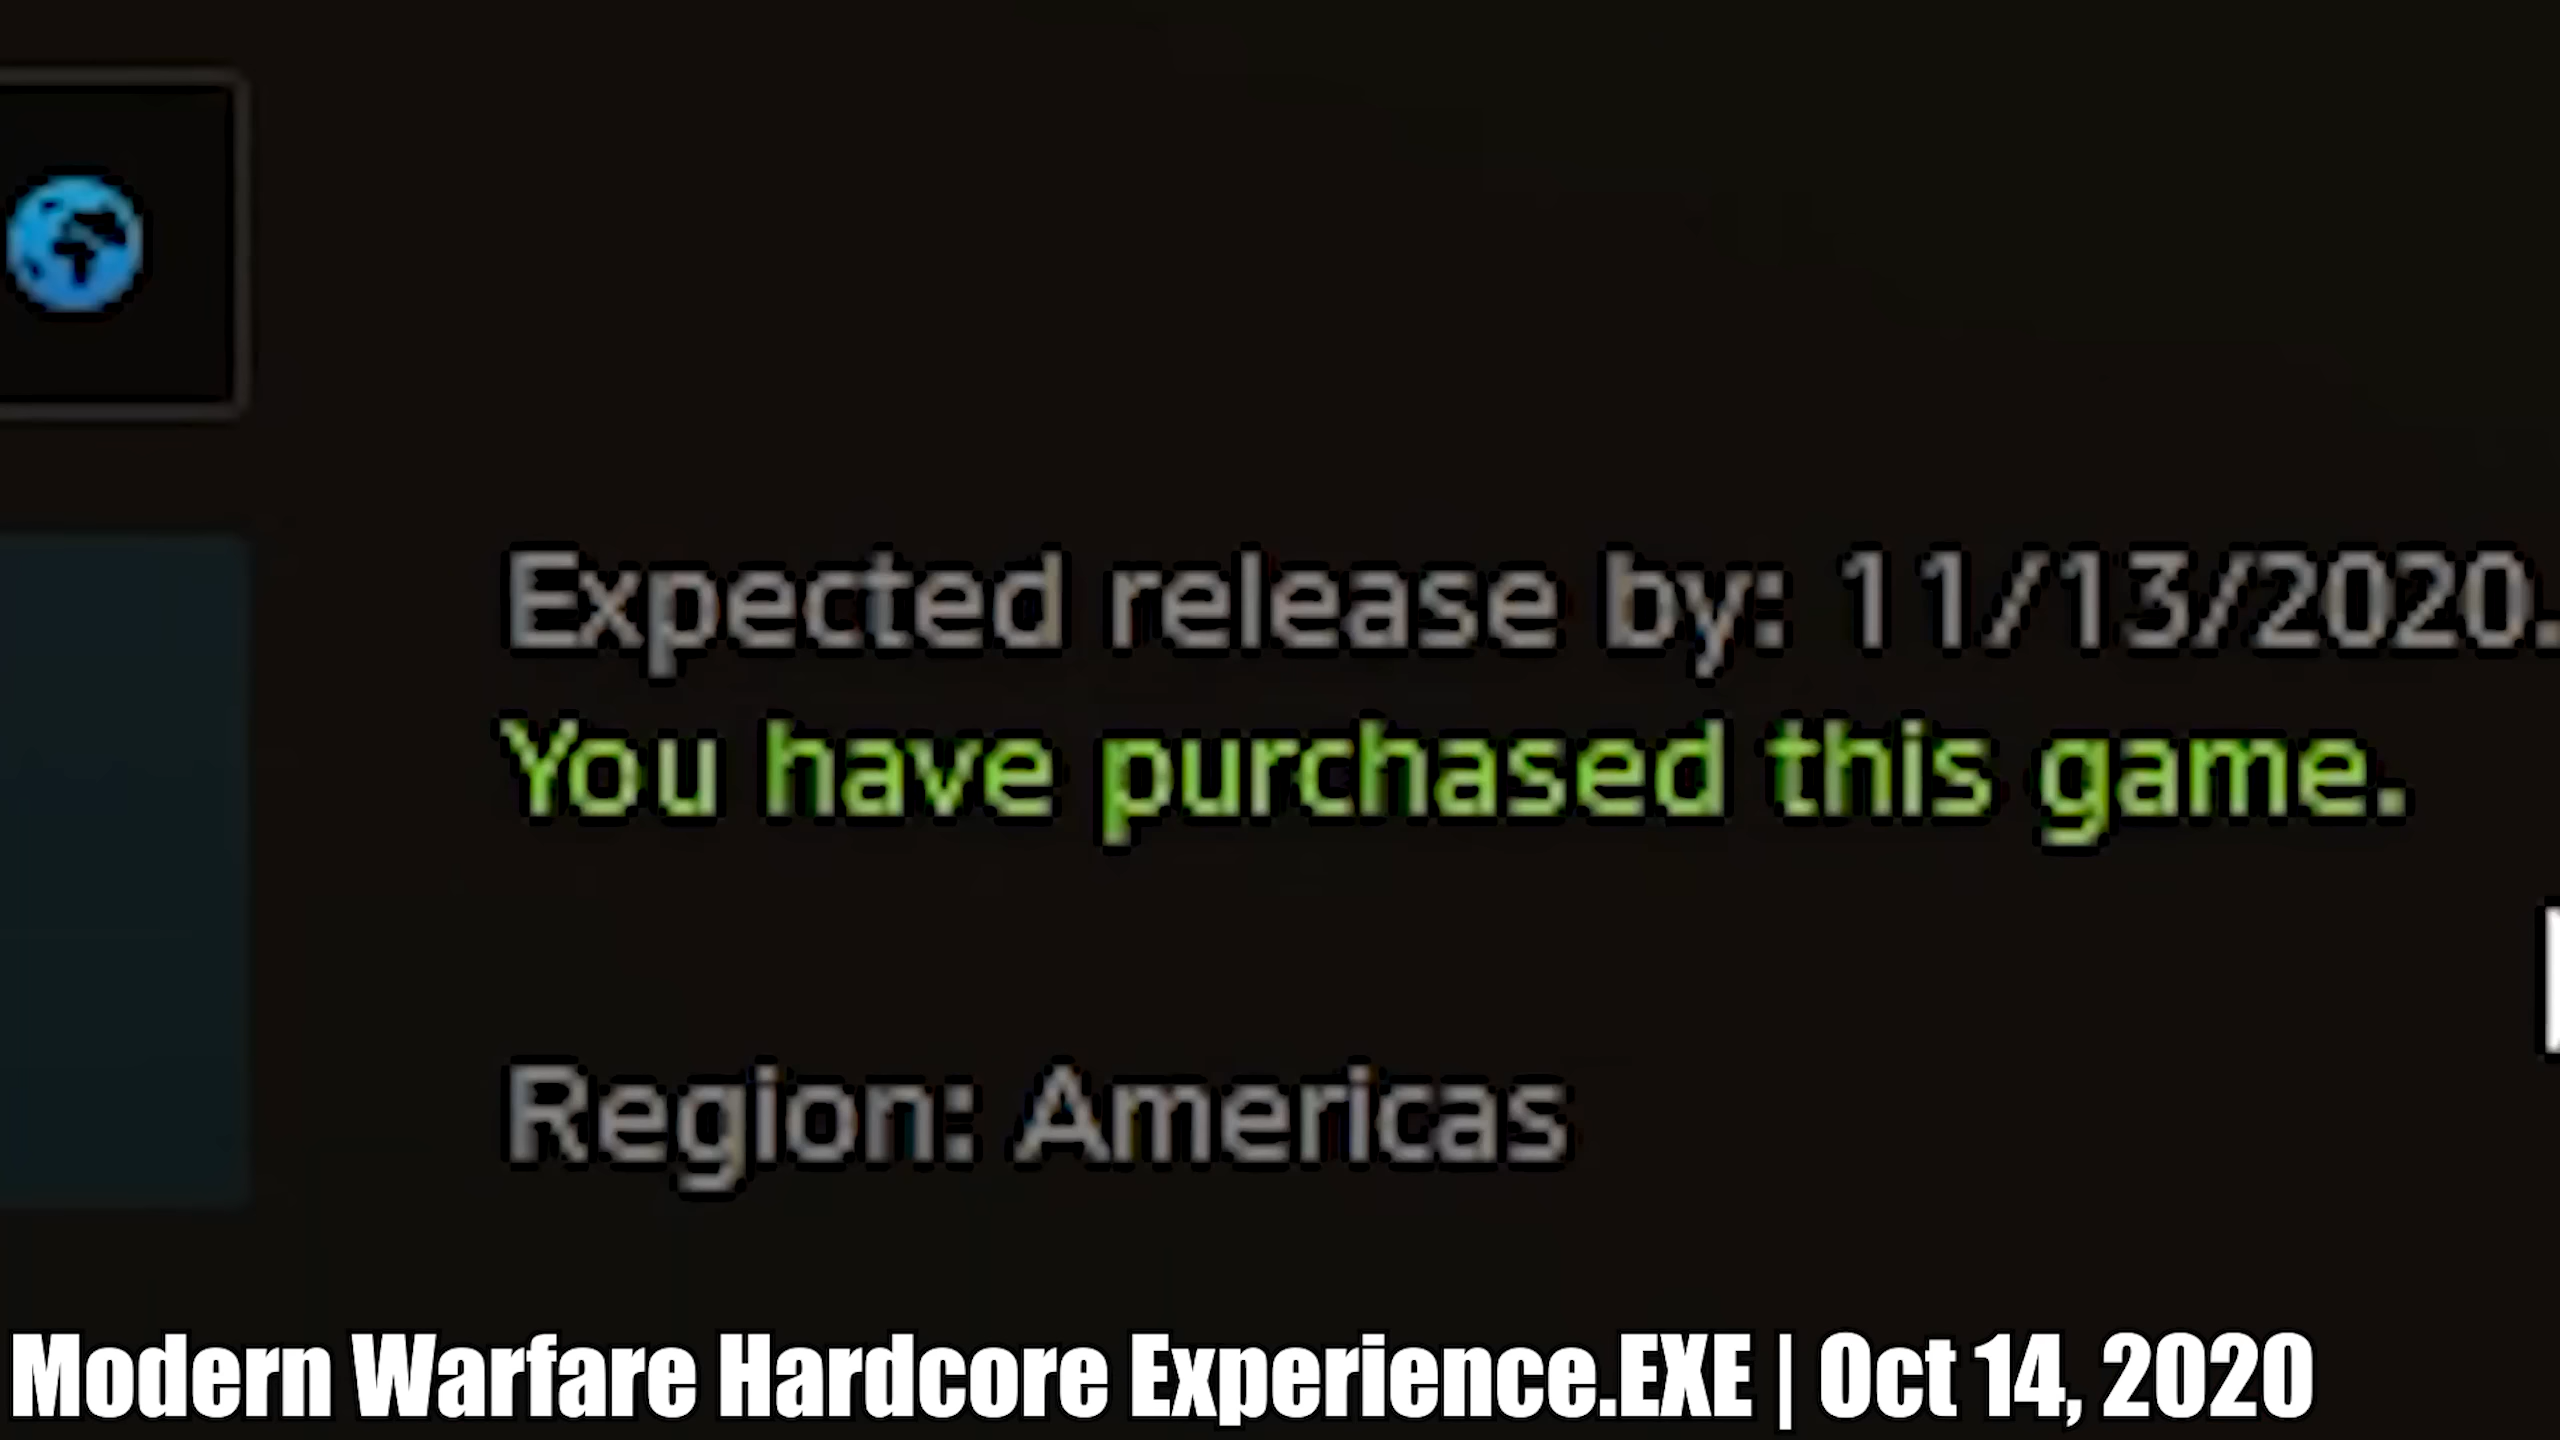 Expected release by: 11/13/2020.
You have purchased this game.
Region: Americas
Modern Warfare Hardcore Experience.EXE | Oct 14, 2020